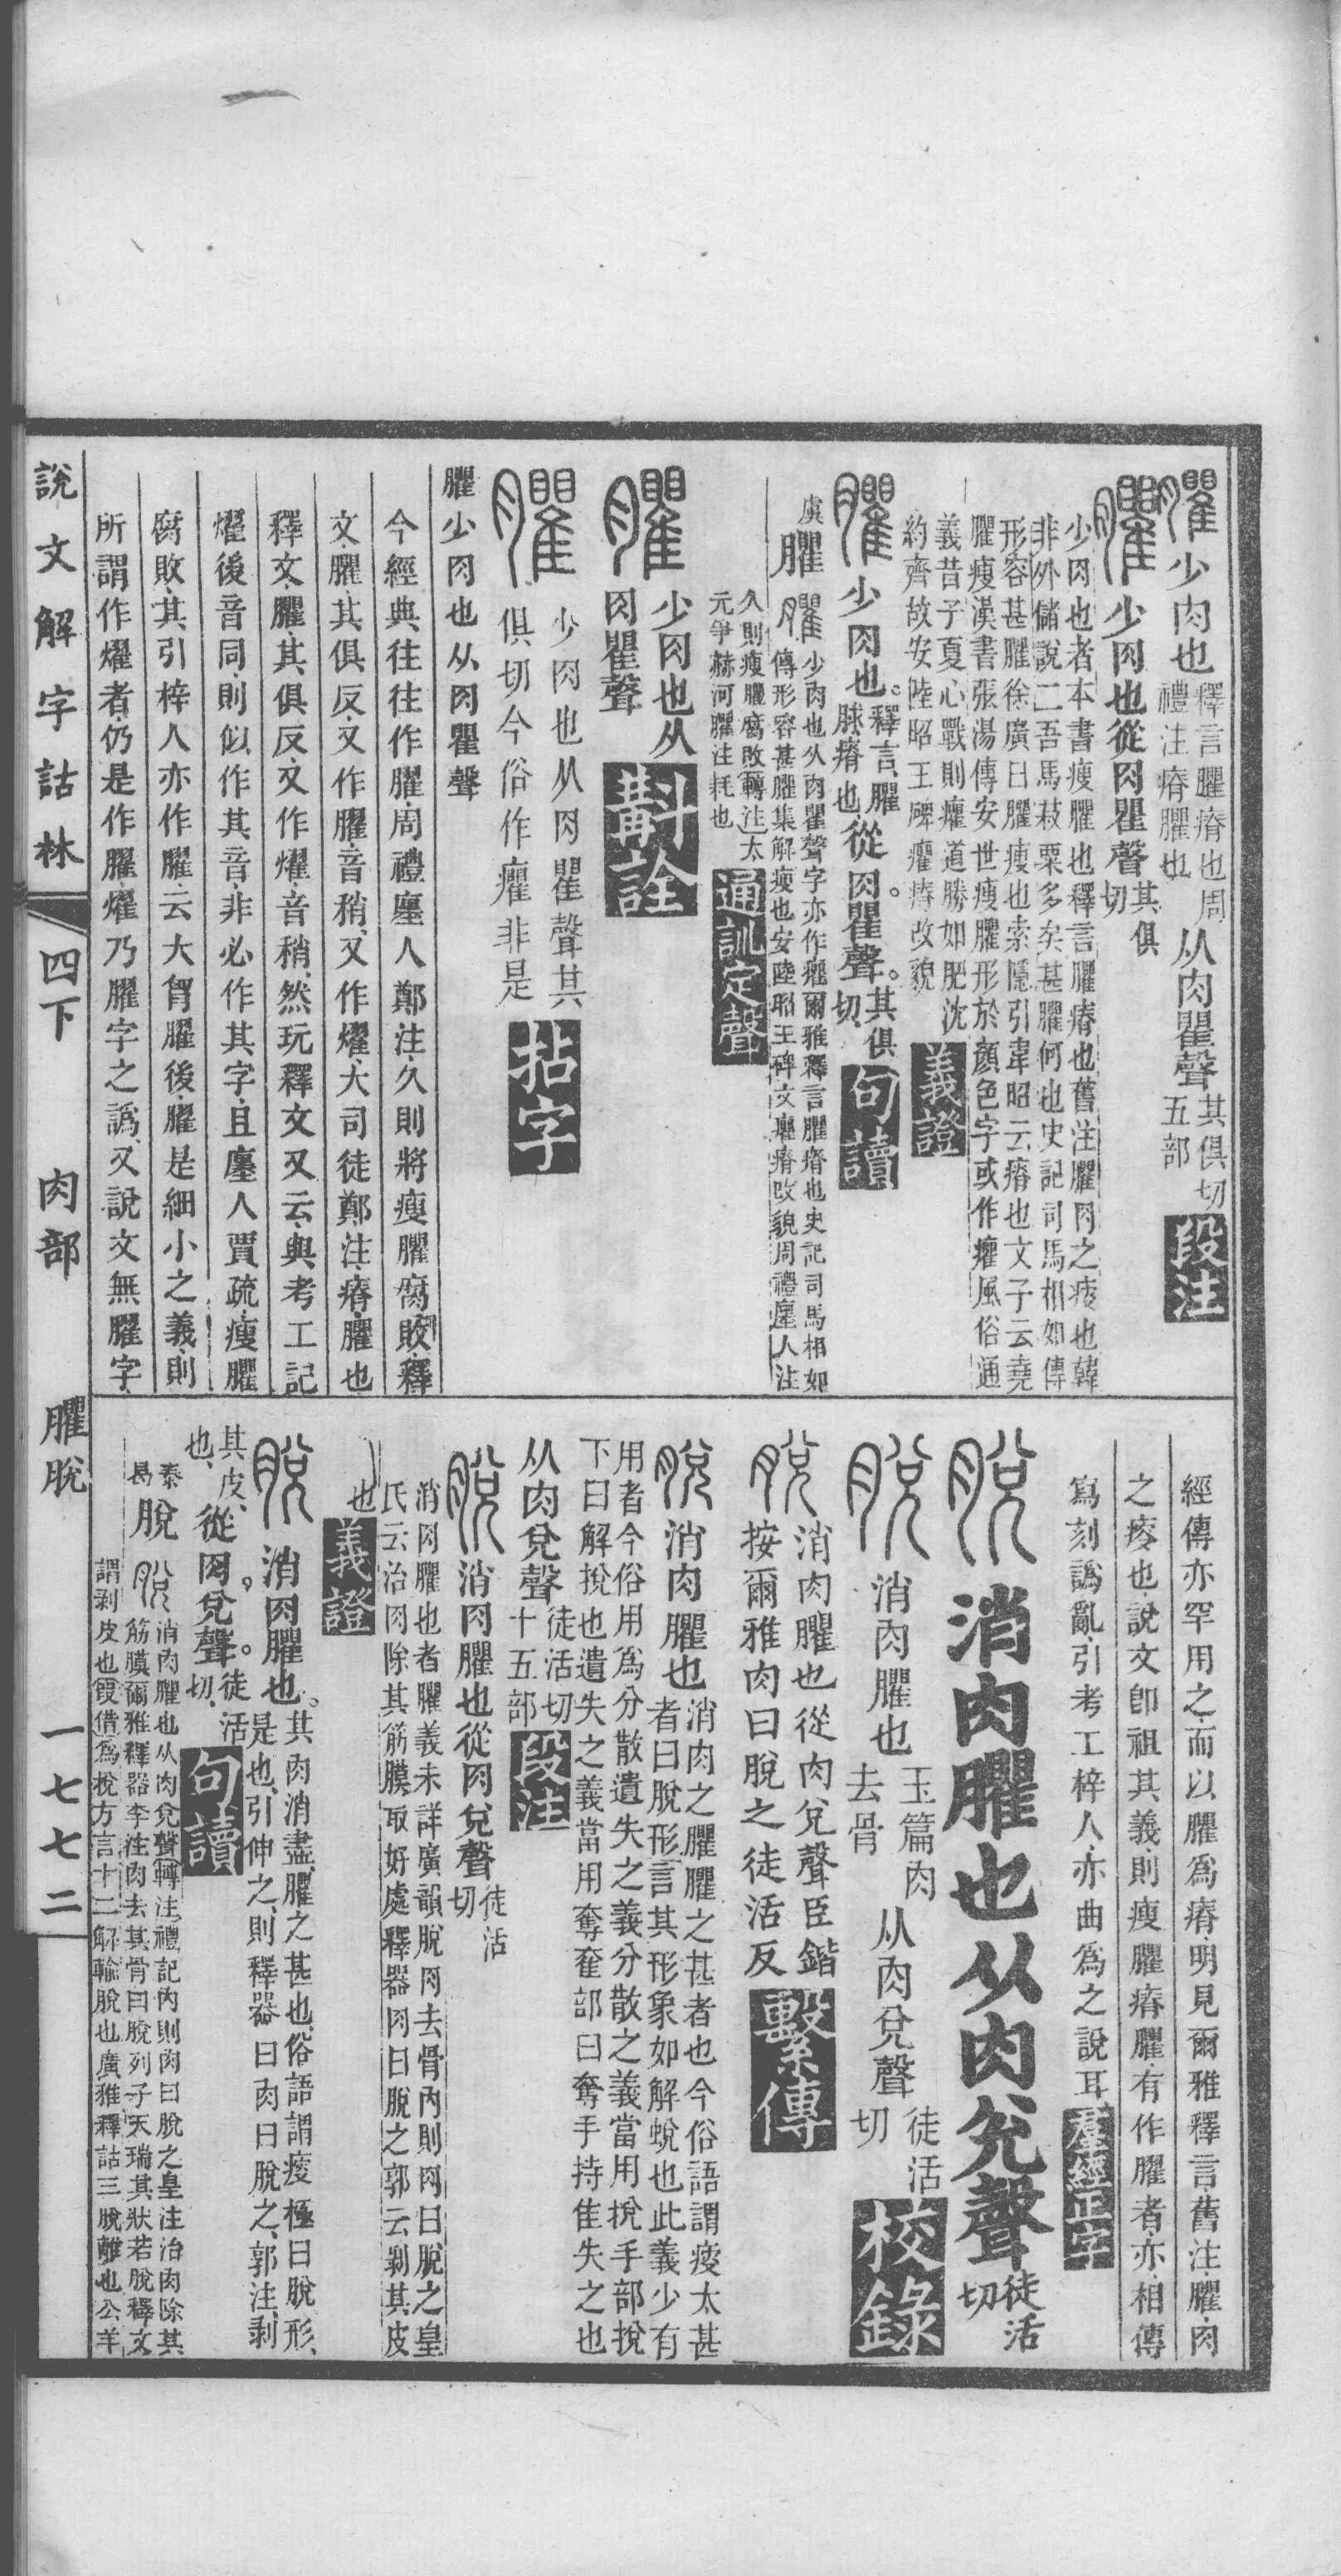 臞少肉也釋言臞瘠也周禮注瘠臞也从肉瞿聲其俱切五部段注
臞少肉也從肉瞿聲其俱切
少肉也者本書瘦臞也釋言臞瘠也舊注臞肉之瘦也韓
非外儲說二吾馬菽粟多矣甚臞何也史記司馬相如傳
形容甚臞徐廣曰臞瘦也索隱引韋昭云瘠也文子云堯
臞瘦漢書張湯傳安世瘦臞形於顏色字或作癯風俗通
義昔子夏心戰則癯道勝如肥沈
約齊故安陸昭王碑癯瘠改貌義證
臞少肉也。釋言臞脙瘠也從肉。瞿聲。其俱切、句讀
虞臞臞少肉也从肉瞿聲字亦作癯爾雅釋言臞瘠也史記司馬相如
傳形容甚臞集解瘦也安陸昭王碑文癯瘠改貌周禮廛人注
久則瘦臞腐敗轉注太
元爭赫河臞注耗也通訓定聲
臞少肉也从肉瞿聲斠詮
臞少肉也从肉瞿聲其俱切今俗作癯非是拈字
臞少肉也从肉瞿聲
今經典往往作臞周禮廛人鄭注久則將瘦臞腐敗釋
文臞其俱反又作臞音稍又作燿大司徒鄭注瘠臞也
釋文臞其俱反又作燿音稍然玩釋文又云與考工記
燿後音同則似作其音非必作其字且廛人賈疏瘦臞
腐敗其引梓人亦作臞云大胷臞後臞是細小之義則
所謂作燿者仍是作臞燿乃臞字之譌又說文無臞字
經傳亦罕用之而以臞爲瘠明見爾雅釋言舊注臞肉
之瘦也說文卽祖其義則瘦臞瘠臞有作臞者亦相傳
寫刻譌亂引考工梓人亦曲爲之說耳羣經正字
脫消肉臞也从肉兌聲徒活切
脫消肉臞也玉篇肉去骨从肉兌聲徒活切校錄
脫消肉臞也從肉兌聲臣鍇
按爾雅肉曰脫之徒活反繫傳
脫消肉臞也消肉之臞臞之甚者也今俗語謂瘦太甚
者曰脫形言其形象如解蛻也此義少有
用者今俗用爲分散遺失之義分散之義當用挩手部挩
下曰解挩也遺失之義當用奪奞部曰奪手持隹失之也
从肉兌聲徒活切十五部段注
脫消肉臞也從肉兌聲徒活切
消肉臞也者臞義未詳廣韻脫肉去骨內則肉曰脫之皇
氏云治肉除其筋膜取好處釋器肉曰脫之郭云剝其皮
也義證
脫消肉臞也。其肉消盡臞之甚也、俗語謂瘦極曰脫形、
是也、引伸之則釋器曰肉曰脫之、郭注、剝
其皮、也、從肉。兌聲。徒活切、句讀
泰曷脫脫消肉臞也从肉兌聲轉注禮記內則肉曰脫之皇注治肉除其
筋膜爾雅釋器李注肉去其骨曰脫列子天瑞其狀若脫釋文
謂剝皮也叚借爲挩方言十二解輸脫也廣雅釋詁三脫離也公羊
說文解字詁林
四下
肉部
臞脫
一七七二